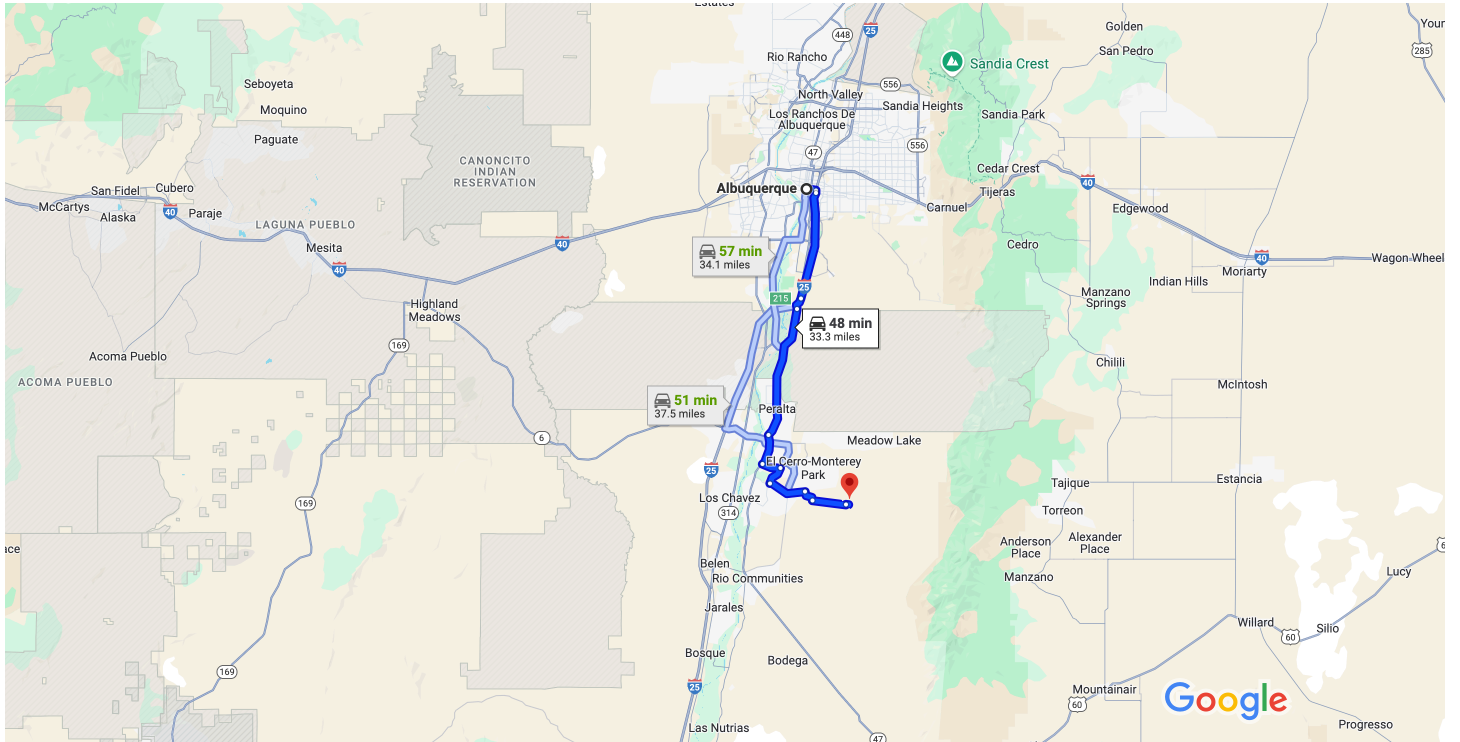 Estates
Golden
Your
448
25
San Pedro
285
Rio Rancho
Sandia Crest
Seboyeta
556
North Valley
Sandia Heights
Moquino
Los Ranchos De
Albuquerque
Sandia Park
Paguate
47
556
CANONCITO
INDIAN
RESERVATION
Cedar Crest
40
San Fidel
Cubero
Albuquerque
Tijeras
McCartys
Alaska
40
Paraje
Carnuel
Edgewood
LAGUNA PUEBLO
Mesita
40
57 min
34.1 miles
Cedro
40
Wagon Wheel
40
Moriarty
Indian Hills
25
215
Manzano
Springs
Highland
Meadows
48 min
33.3 miles
169
Acoma Pueblo
Chilili
ACOMA PUEBLO
McIntosh
51 min
37.5 miles
Peralta
6
Meadow Lake
El Cerro-Monterey
Park
25
Estancia
Tajique
Los Chavez
169
314
Torreon
Anderson
Place
Alexander
Place
ace
6
Belen
Rio Communities
Manzano
Lucy
Jarales
Willard
60
Silio
Bosque
Bodega
169
25
Mountainair
60
Google
Las Nutrias
47
Progresso